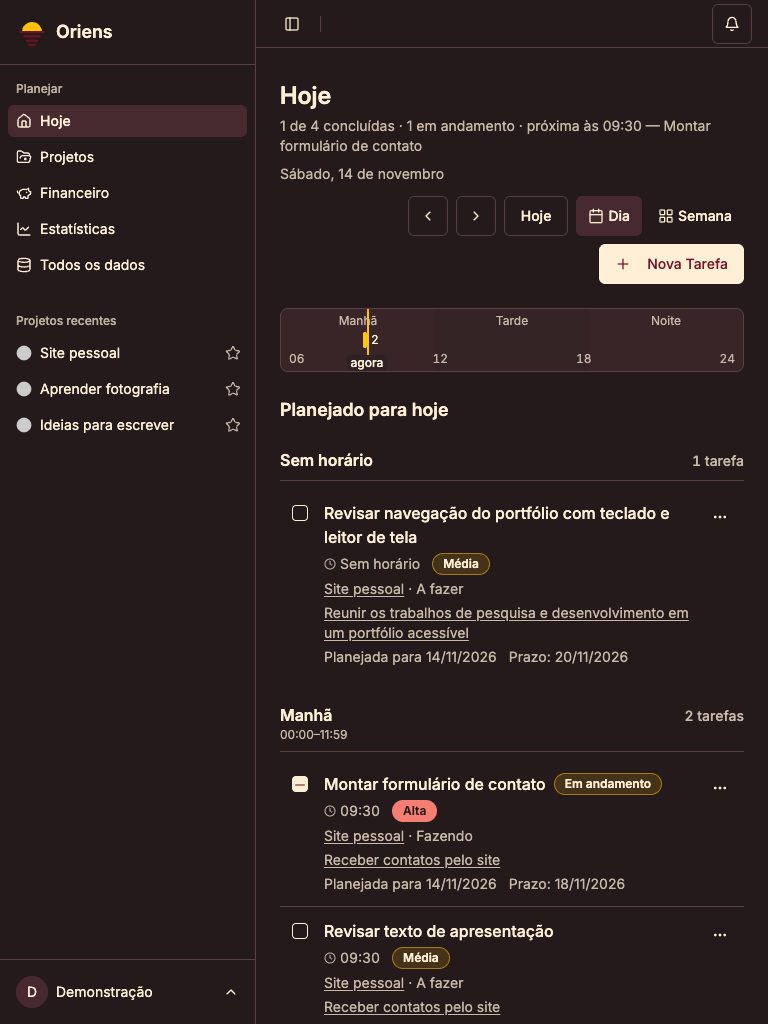 Oriens
Planejar
Hoje
Projetos
Financeiro
Estatísticas
Todos os dados
Projetos recentes
Site pessoal
Aprender fotografia
Ideias para escrever
D Demonstração
Hoje
1 de 4 concluídas · 1 em andamento · próxima às 09:30 — Montar
formulário de contato
Sábado, 14 de novembro
Hoje Dia Semana
+ Nova Tarefa
Manhã Tarde Noite
2
06 agora 12 18 24
Planejado para hoje
Sem horário 1 tarefa
Revisar navegação do portfólio com teclado e
leitor de tela
Sem horário Média
Site pessoal · A fazer
Reunir os trabalhos de pesquisa e desenvolvimento em
um portfólio acessível
Planejada para 14/11/2026 Prazo: 20/11/2026
Manhã 2 tarefas
00:00–11:59
Montar formulário de contato Em andamento
09:30 Alta
Site pessoal · Fazendo
Receber contatos pelo site
Planejada para 14/11/2026 Prazo: 18/11/2026
Revisar texto de apresentação
09:30 Média
Site pessoal · A fazer
Receber contatos pelo site